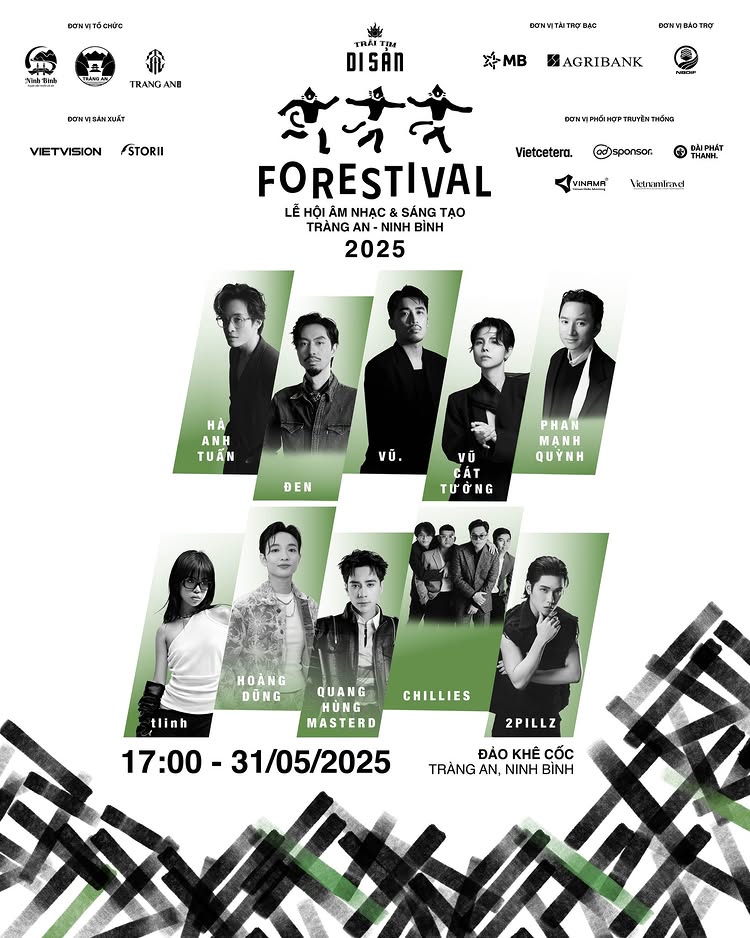 ĐƠN VỊ TỔ CHỨC
Ninh Bình
TRÀNG AN
TRANG AN
ĐƠN VỊ SẢN XUẤT
VIETVISION
STORII
TRÁI TIM
DI SẢN
FORESTIVAL
LỄ HỘI ÂM NHẠC & SÁNG TẠO
TRÀNG AN - NINH BÌNH
2025
ĐƠN VỊ TÀI TRỢ BẠC
MB
AGRIBANK
ĐƠN VỊ BẢO TRỢ
NBDIF
ĐƠN VỊ PHỐI HỢP TRUYỀN THÔNG
Vietcetera.
ad sponsor.
ĐÀI PHÁT
THANH.
VINAMA
VietnamTravel
HÀ
ANH
TUẤN
ĐEN
VŨ.
VŨ
CÁT
TƯỜNG
PHAN
MẠNH
QUỲNH
tlinh
HOÀNG
DŨNG
QUANG
HÙNG
MASTERD
CHILLIES
2PILLZ
17:00 - 31/05/2025
ĐẢO KHÊ CỐC
TRÀNG AN, NINH BÌNH